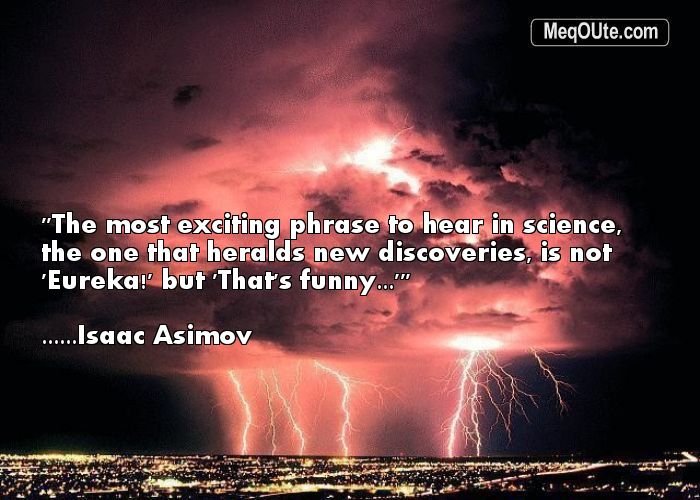 MeqOUte.com
"The most exciting phrase to hear in science,
the one that heralds new discoveries, is not
'Eureka!' but 'That's funny...'"
......Isaac Asimov